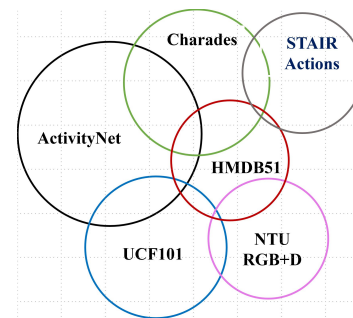 Charades
STAIR
Actions
ActivityNet
HMDB51
UCF101
NTU
RGB+D